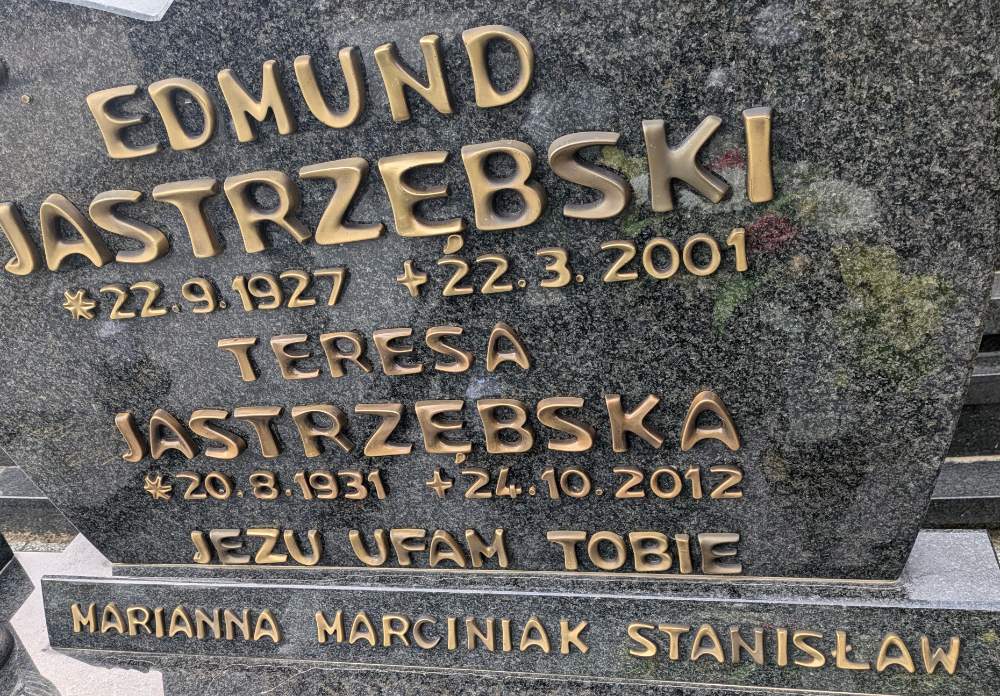 EDMUND
JASTRZĘBSKI
*22.9.1927 +22.3.2001
TERESA
JASTRZĘBSKA
*20.8.1931 +24.10.2012
JEZU UFAM TOBIE
MARIANNA MARCINIAK STANISŁAW